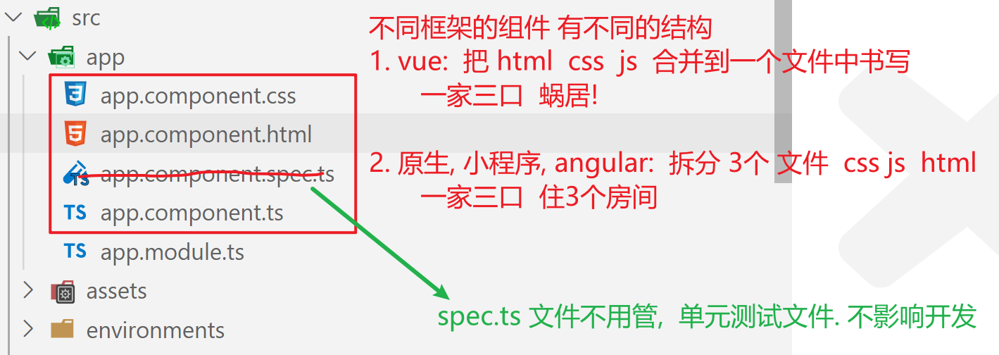 src
app
app.component.css
app.component.html
app.component.spec.ts
app.component.ts
app.module.ts
assets
environments
不同框架的组件 有不同的结构
1. vue: 把 html css js 合并到一个文件中书写
一家三口 蜗居!
2. 原生, 小程序, angular: 拆分 3个 文件 css js html
一家三口 住3个房间
spec.ts 文件不用管, 单元测试文件. 不影响开发